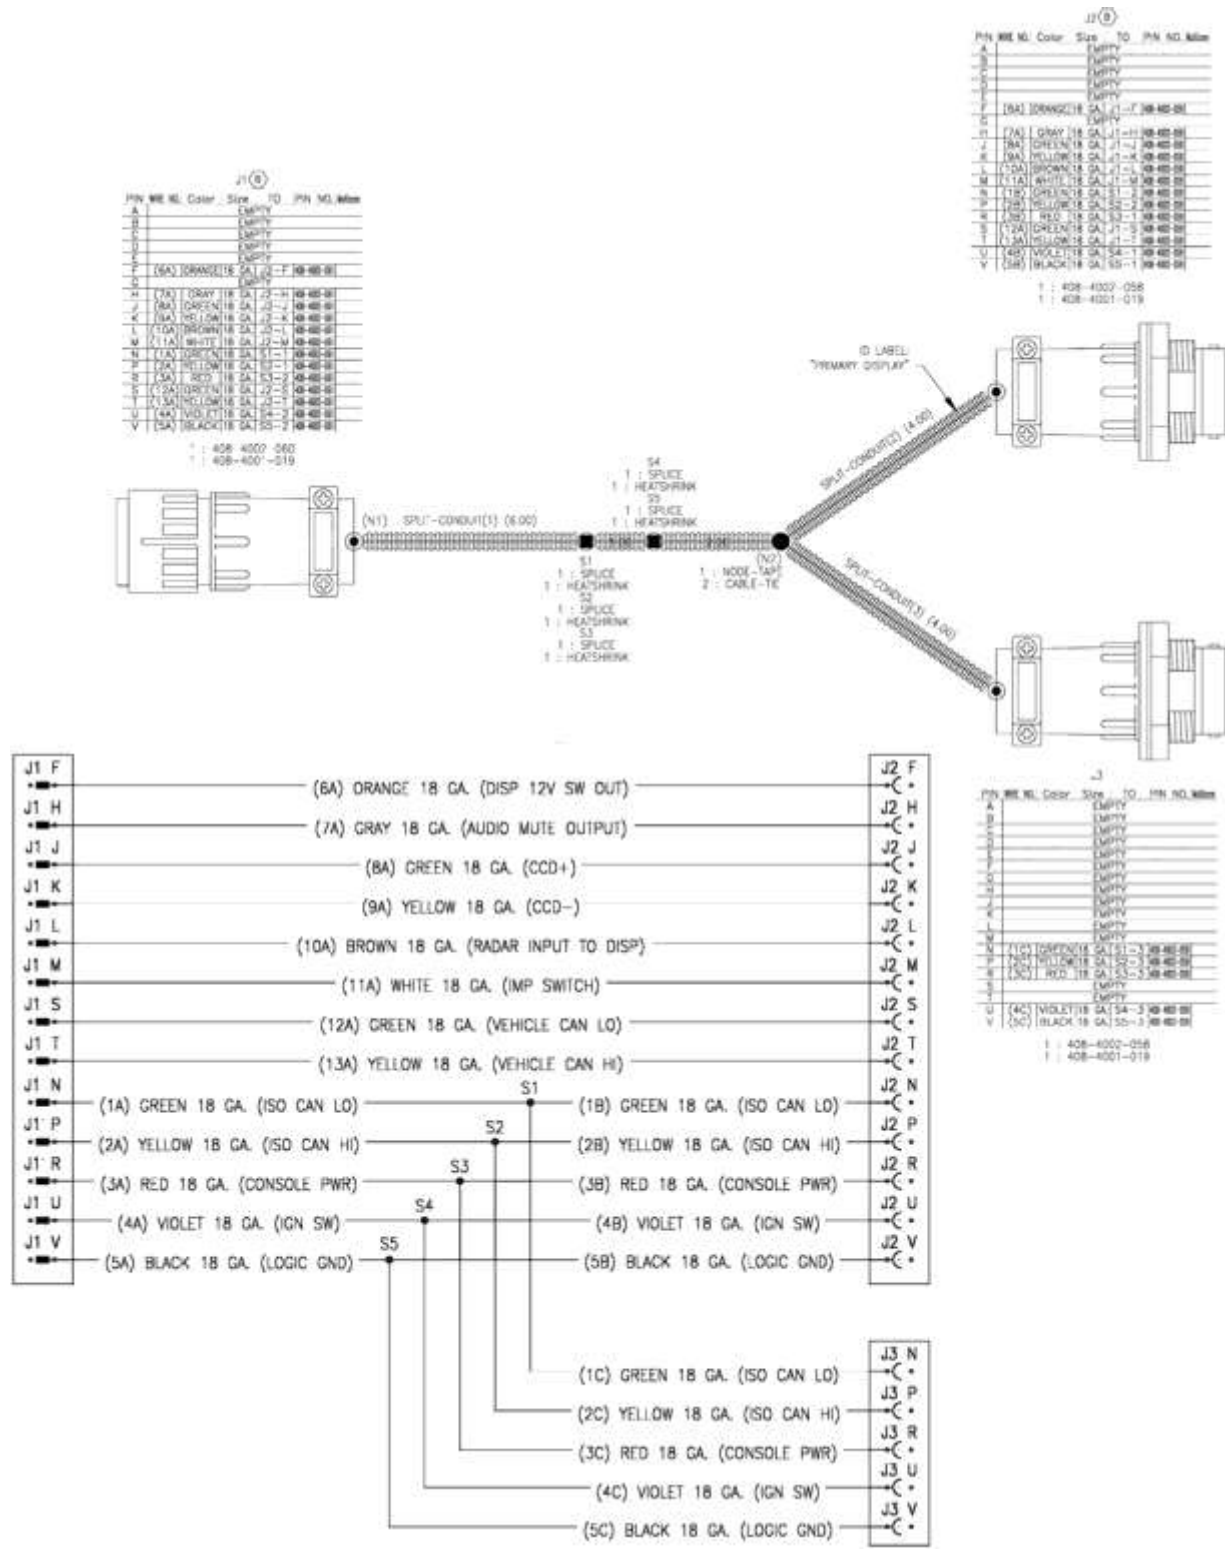 J2 B
PIN WIRE NO. Color Size TO PIN NO.
A EMPTY
B EMPTY
C EMPTY
D EMPTY
E EMPTY
F (6A) ORANGE 18 GA. J1-F
G EMPTY
H (7A) GRAY 18 GA. J1-H
J (8A) GREEN 18 GA. J1-J
K (9A) YELLOW 18 GA. J1-K
L (10A) BROWN 18 GA. J1-L
M (11A) WHITE 18 GA. J1-M
N (1B) GREEN 18 GA. S1-2
P (2B) YELLOW 18 GA. S2-2
R (3B) RED 18 GA. S3-1
S (12A) GREEN 18 GA. J1-S
T (13A) YELLOW 18 GA. J1-T
U (4B) VIOLET 18 GA. S4-1
V (5B) BLACK 18 GA. S5-1
1 : 408-4002-058
1 : 408-4001-019
J1 B
PIN WIRE NO. Color Size TO PIN NO.
A EMPTY
B EMPTY
C EMPTY
D EMPTY
E EMPTY
F (6A) ORANGE 18 GA. J2-F
G EMPTY
H (7A) GRAY 18 GA. J2-H
J (8A) GREEN 18 GA. J2-J
K (9A) YELLOW 18 GA. J2-K
L (10A) BROWN 18 GA. J2-L
M (11A) WHITE 18 GA. J2-M
N (1A) GREEN 18 GA. S1-1
P (2A) YELLOW 18 GA. S2-1
R (3A) RED 18 GA. S3-2
S (12A) GREEN 18 GA. J2-S
T (13A) YELLOW 18 GA. J2-T
U (4A) VIOLET 18 GA. S4-2
V (5A) BLACK 18 GA. S5-2
1 : 408-4002-060
1 : 408-4001-019
ID LABEL:
"PRIMARY DISPLAY"
SPLIT-CONDUIT(2) (4.00)
S4
1 : SPLICE
1 : HEATSHRINK
S5
1 : SPLICE
1 : HEATSHRINK
(N1) SPLIT-CONDUIT(1) (6.00)
S1
1 : SPLICE
1 : HEATSHRINK
S2
1 : SPLICE
1 : HEATSHRINK
S3
1 : SPLICE
1 : HEATSHRINK
(N2)
1 : NODE-TAPE
2 : CABLE-TIE
SPLIT-CONDUIT(3) (4.00)
J3
PIN WIRE NO. Color Size TO PIN NO.
A EMPTY
B EMPTY
C EMPTY
D EMPTY
E EMPTY
F EMPTY
G EMPTY
H EMPTY
J EMPTY
K EMPTY
L EMPTY
M EMPTY
N (1C) GREEN 18 GA. S1-3
P (2C) YELLOW 18 GA. S2-3
R (3C) RED 18 GA. S3-3
S EMPTY
T EMPTY
U (4C) VIOLET 18 GA. S4-3
V (5C) BLACK 18 GA. S5-3
1 : 408-4002-058
1 : 408-4001-019
J1 F (6A) ORANGE 18 GA. (DISP 12V SW OUT) J2 F
J1 H (7A) GRAY 18 GA. (AUDIO MUTE OUTPUT) J2 H
J1 J (8A) GREEN 18 GA. (CCD+) J2 J
J1 K (9A) YELLOW 18 GA. (CCD-) J2 K
J1 L (10A) BROWN 18 GA. (RADAR INPUT TO DISP) J2 L
J1 M (11A) WHITE 18 GA. (IMP SWITCH) J2 M
J1 S (12A) GREEN 18 GA. (VEHICLE CAN LO) J2 S
J1 T (13A) YELLOW 18 GA. (VEHICLE CAN HI) J2 T
J1 N (1A) GREEN 18 GA. (ISO CAN LO) S1 (1B) GREEN 18 GA. (ISO CAN LO) J2 N
J1 P (2A) YELLOW 18 GA. (ISO CAN HI) S2 (2B) YELLOW 18 GA. (ISO CAN HI) J2 P
J1 R (3A) RED 18 GA. (CONSOLE PWR) S3 (3B) RED 18 GA. (CONSOLE PWR) J2 R
J1 U (4A) VIOLET 18 GA. (IGN SW) S4 (4B) VIOLET 18 GA. (IGN SW) J2 U
J1 V (5A) BLACK 18 GA. (LOGIC GND) S5 (5B) BLACK 18 GA. (LOGIC GND) J2 V
(1C) GREEN 18 GA. (ISO CAN LO) J3 N
(2C) YELLOW 18 GA. (ISO CAN HI) J3 P
(3C) RED 18 GA. (CONSOLE PWR) J3 R
(4C) VIOLET 18 GA. (IGN SW) J3 U
(5C) BLACK 18 GA. (LOGIC GND) J3 V